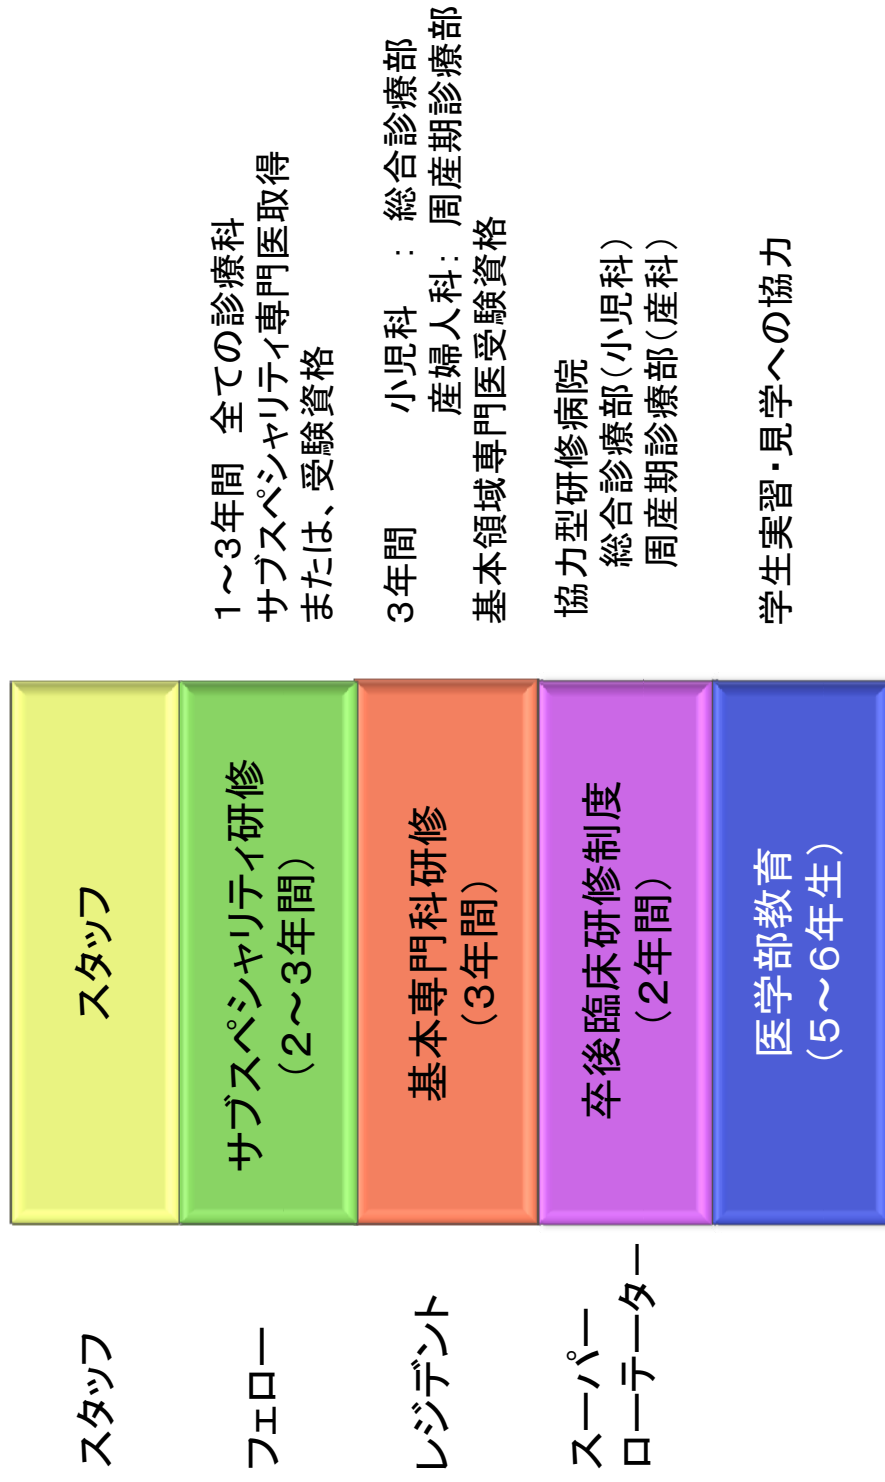 スタッフ
スタッフ
フェロー
サブスペシャリティ研修
(2～3年間)
1～3年間 全ての診療科
サブスペシャリティ専門医取得
または、受験資格
レジデント
基本専門科研修
(3年間)
3年間 小児科 : 総合診療部
産婦人科: 周産期診療部
基本領域専門医受験資格
スーパー
ローテーター
卒後臨床研修制度
(2年間)
協力型研修病院
総合診療部(小児科)
周産期診療部(産科)
医学部教育
(5～6年生)
学生実習・見学への協力